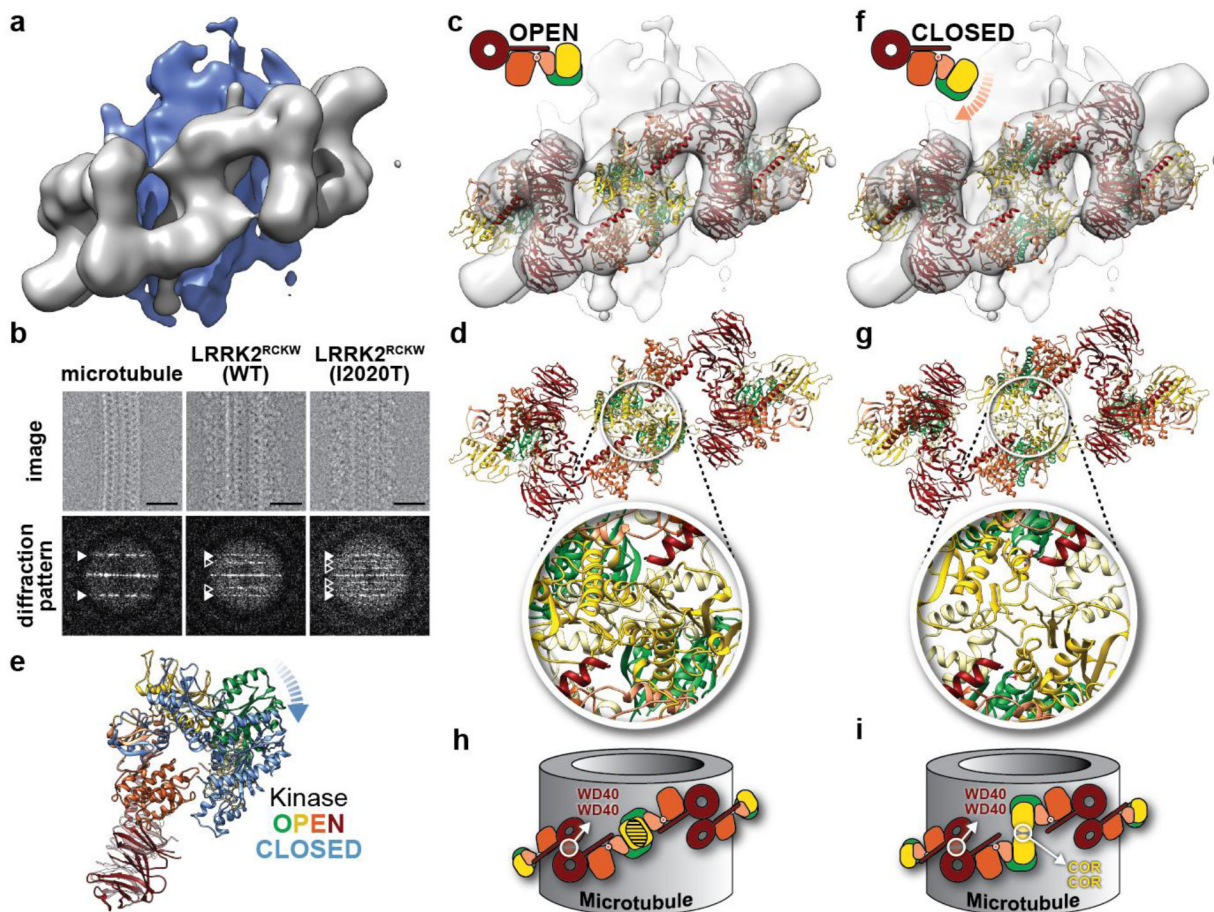 a
c
OPEN
f
CLOSED
b
microtubule
LRRK2RCKW
(WT)
LRRK2RCKW
(I2020T)
image
diffraction
pattern
d
g
e
Kinase
OPEN
CLOSED
h
WD40
WD40
Microtubule
i
WD40
WD40
COR
COR
Microtubule